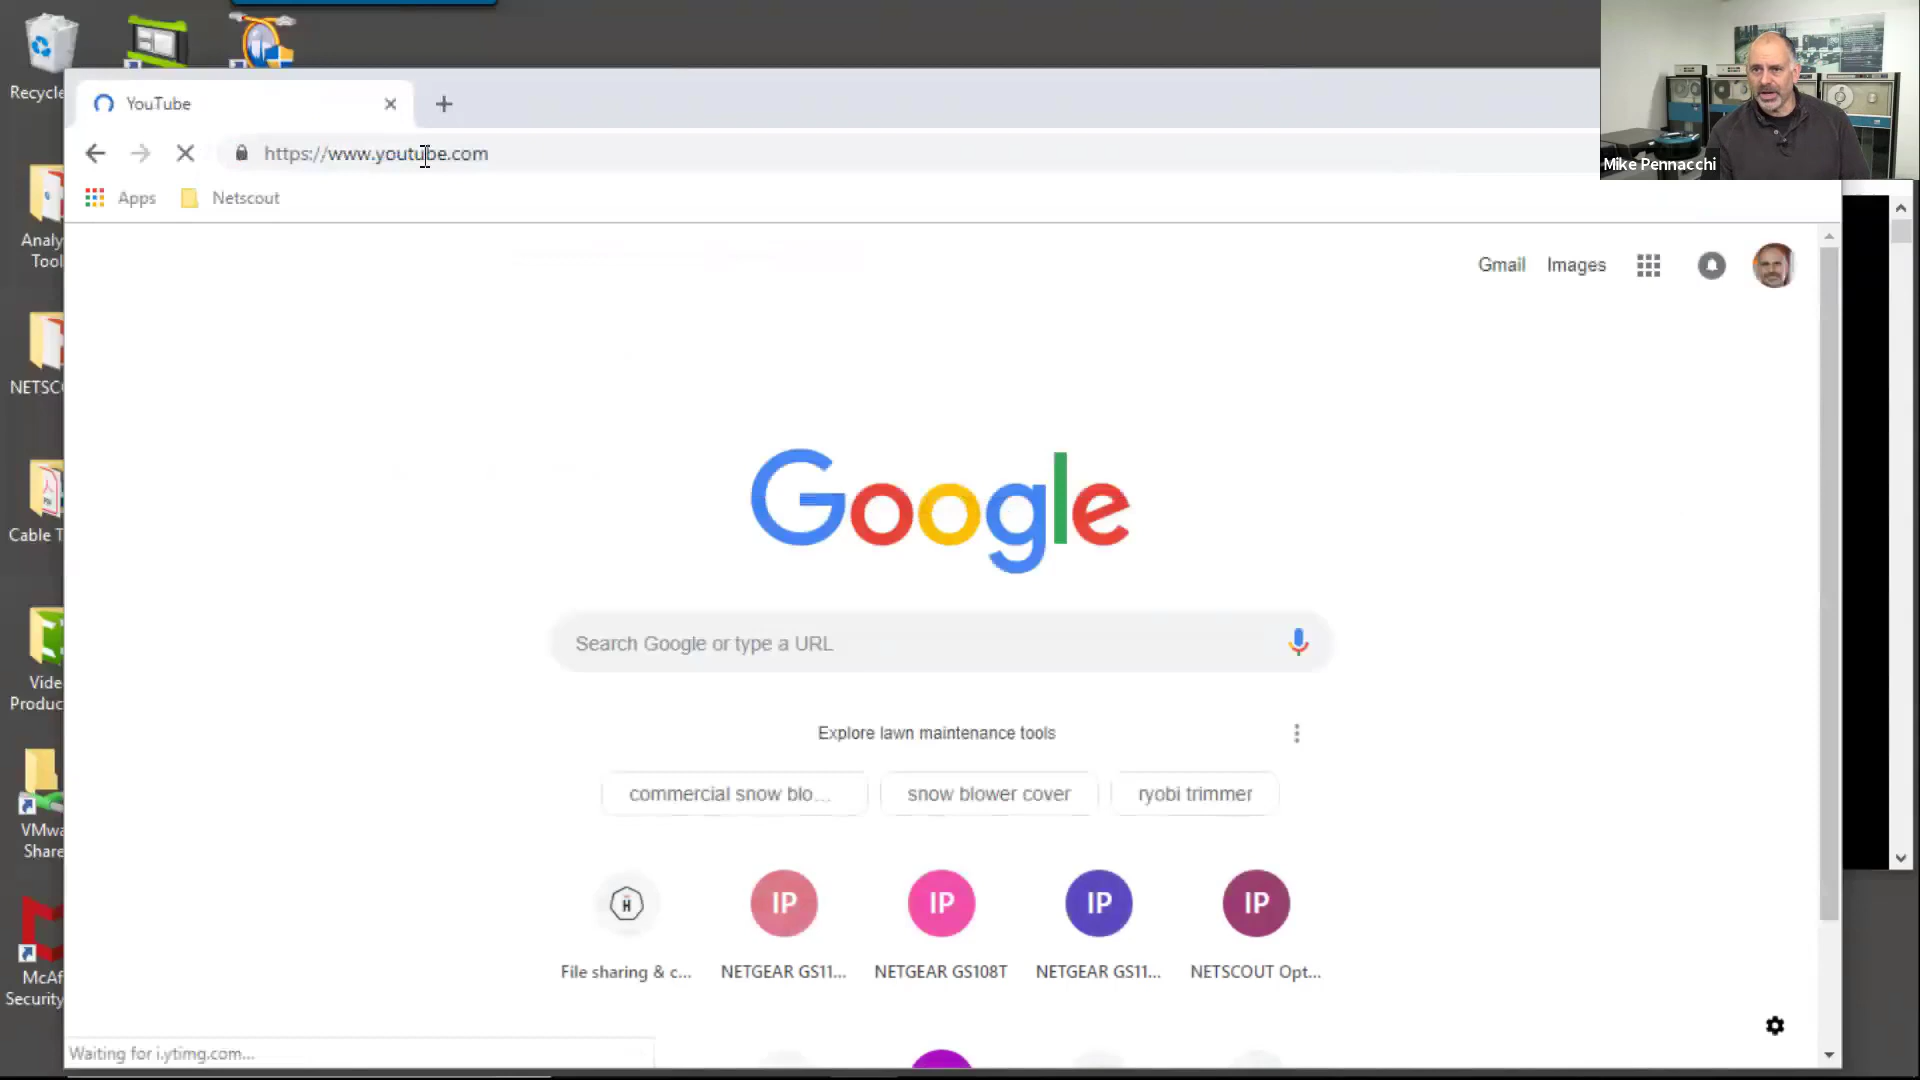 Recycle
YouTube
https://www.youtube.com
Mike Pennacchi
Apps
Netscout
Analy
Tool
Gmail
Images
NETSCO
Google
Cable T
Search Google or type a URL
Vide
Produc
Explore lawn maintenance tools
commercial snow blo...
snow blower cover
ryobi trimmer
VMwa
Share
H
IP
IP
IP
IP
File sharing & c...
NETGEAR GS11...
NETGEAR GS108T
NETGEAR GS11...
NETSCOUT Opt...
McAf
Security
Waiting for i.ytimg.com...